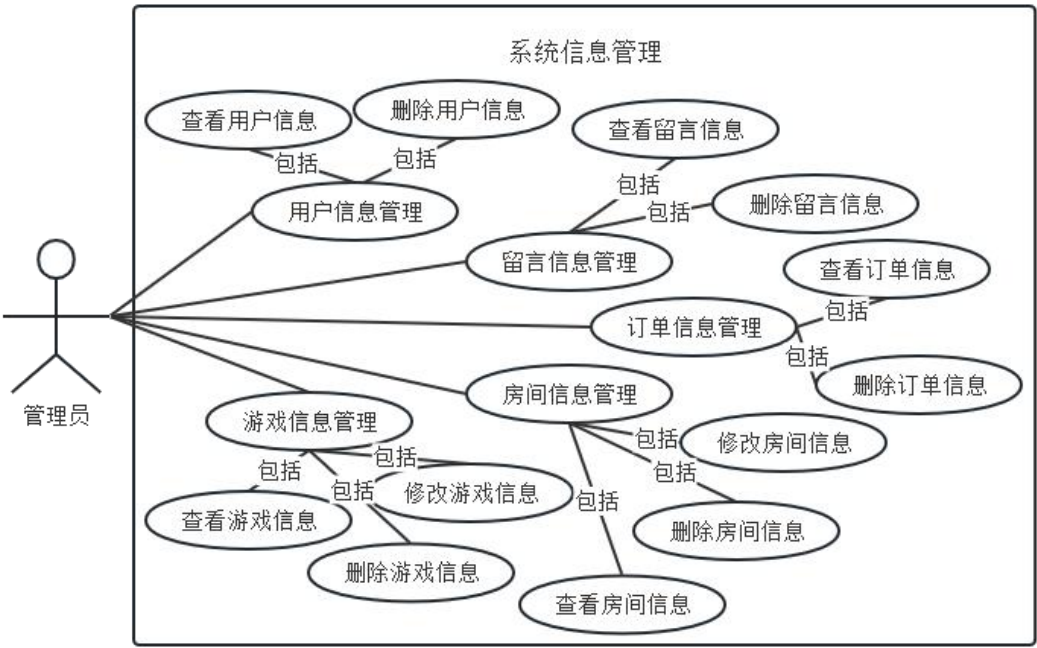 系统信息管理
查看用户信息
删除用户信息
包括
包括
用户信息管理
查看留言信息
包括
包括
删除留言信息
留言信息管理
查看订单信息
包括
订单信息管理
包括
删除订单信息
管理员
房间信息管理
游戏信息管理
包括
修改房间信息
包括
包括
包括
包括
修改游戏信息
包括
查看游戏信息
删除房间信息
删除游戏信息
查看房间信息